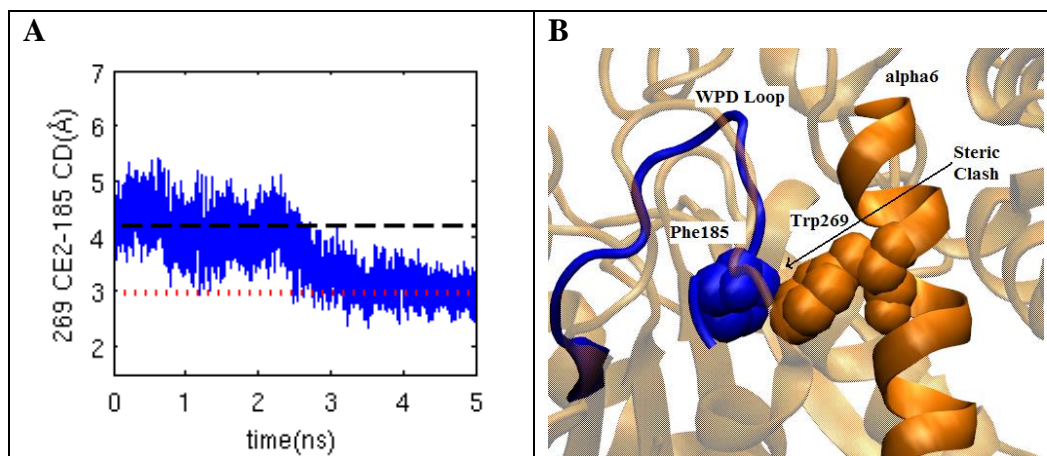 A
7
6
5
4
3
2
269 CE2-185 CD(Å)
0 1 2 3 4 5
time(ns)
B
alpha6
WPD Loop
Steric
Clash
Trp269
Phe185